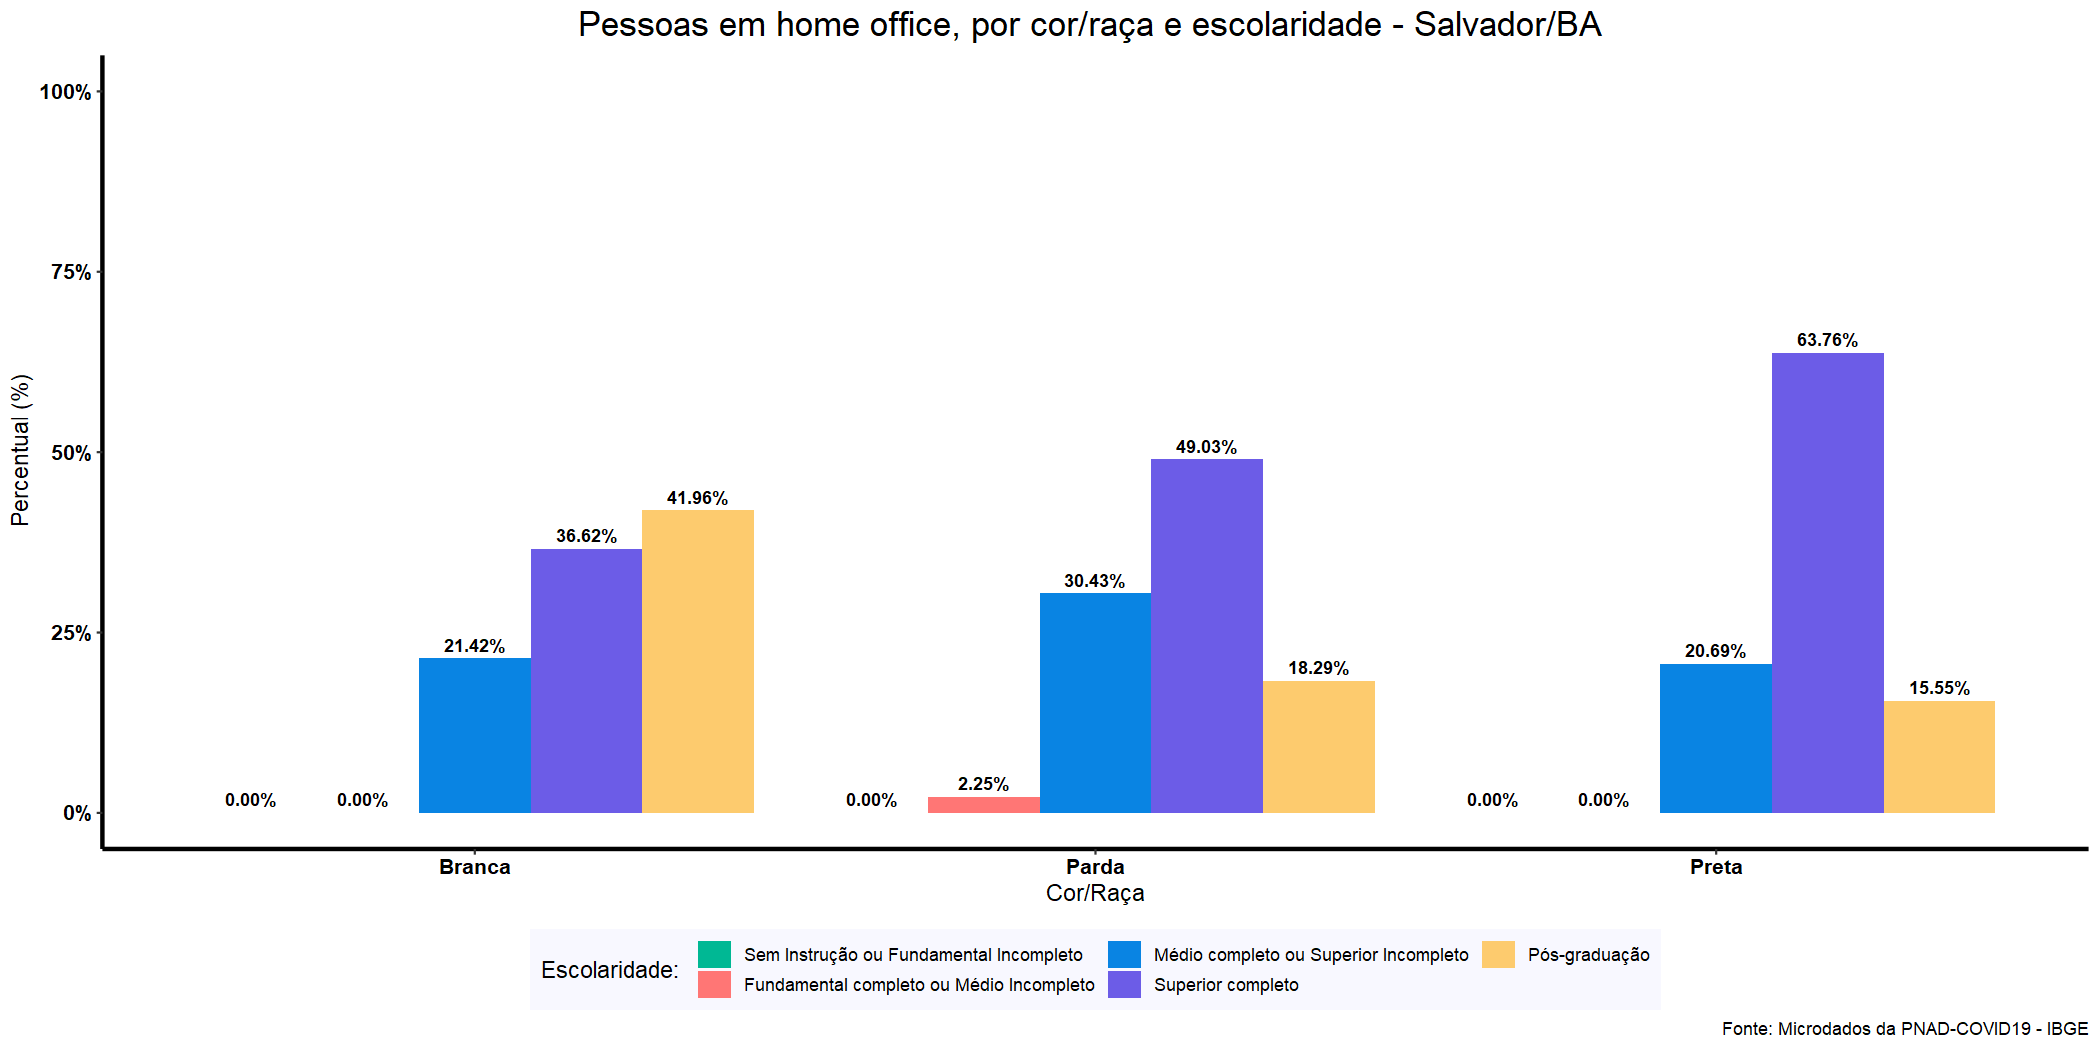 Pessoas em home office, por cor/raça e escolaridade - Salvador/BA
Percentual (%)
100%
75%
50%
25%
0%
0.00%
0.00%
21.42%
36.62%
41.96%
0.00%
2.25%
30.43%
49.03%
18.29%
0.00%
0.00%
20.69%
63.76%
15.55%
Branca
Parda
Preta
Cor/Raça
Escolaridade:
Sem Instrução ou Fundamental Incompleto
Fundamental completo ou Médio Incompleto
Médio completo ou Superior Incompleto
Superior completo
Pós-graduação
Fonte: Microdados da PNAD-COVID19 - IBGE